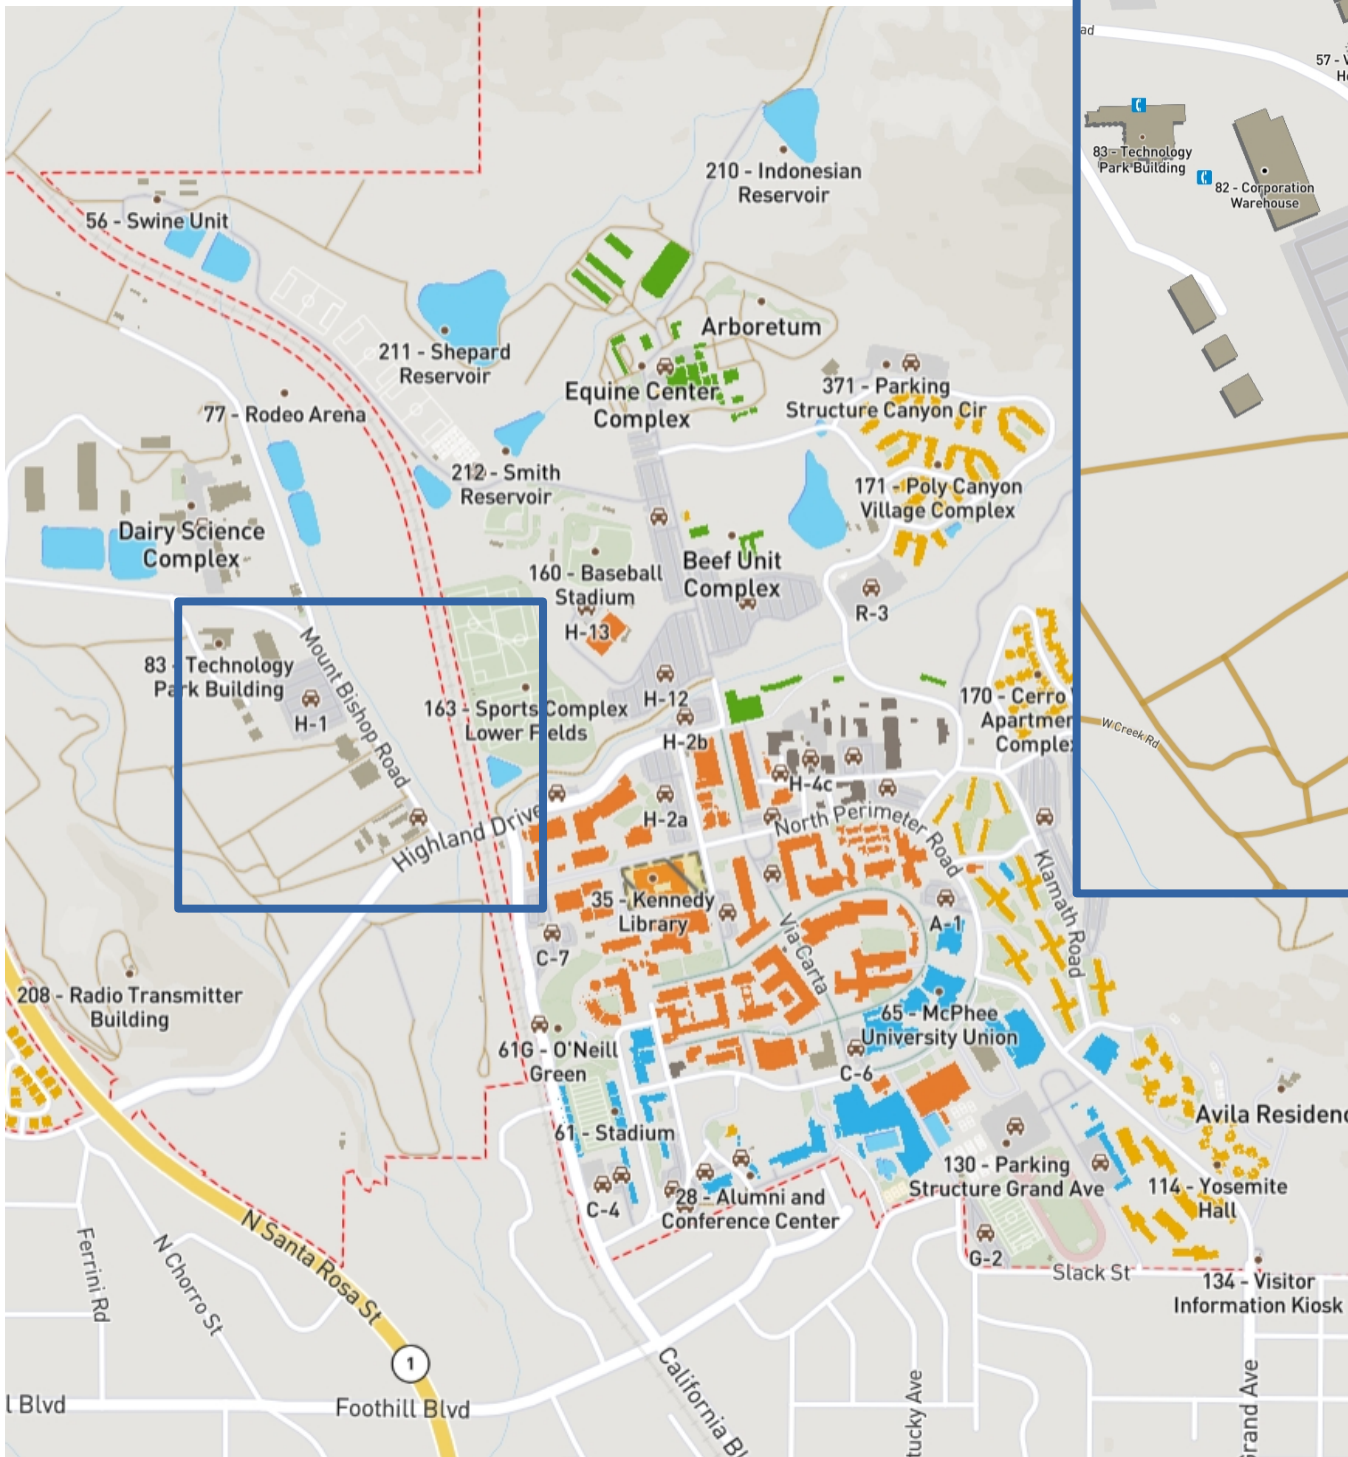 210 - Indonesian
Reservoir
56 - Swine Unit
Arboretum
211 - Shepard
Reservoir
371 - Parking
Structure Canyon Cir
Equine Center
Complex
77 - Rodeo Arena
212 - Smith
Reservoir
171 - Poly Canyon
Village Complex
Dairy Science
Complex
160 - Baseball
Stadium
Beef Unit
Complex
R-3
H-13
83 - Technology
Park Building
Mount Bishop Road
H-1
163 - Sports Complex
Lower Fields
H-12
H-2b
170 - Cerro
Apartmen
Complex
H-4c
H-2a
North Perimeter Road
Highland Drive
Klamath Road
35 - Kennedy
Library
A-1
Via Carta
C-7
208 - Radio Transmitter
Building
65 - McPhee
University Union
61G - O'Neill
Green
C-6
Avila Residenc
61 - Stadium
130 - Parking
Structure Grand Ave
114 - Yosemite
Hall
28 - Alumni and
Conference Center
C-4
G-2
Slack St
134 - Visitor
Information Kiosk
N Santa Rosa St
N Chorro St
Ferrini Rd
1
California Bl
l Blvd
Foothill Blvd
tucky Ave
Grand Ave
ad
57 -
83 - Technology
Park Building
82 - Corporation
Warehouse
W Creek Rd